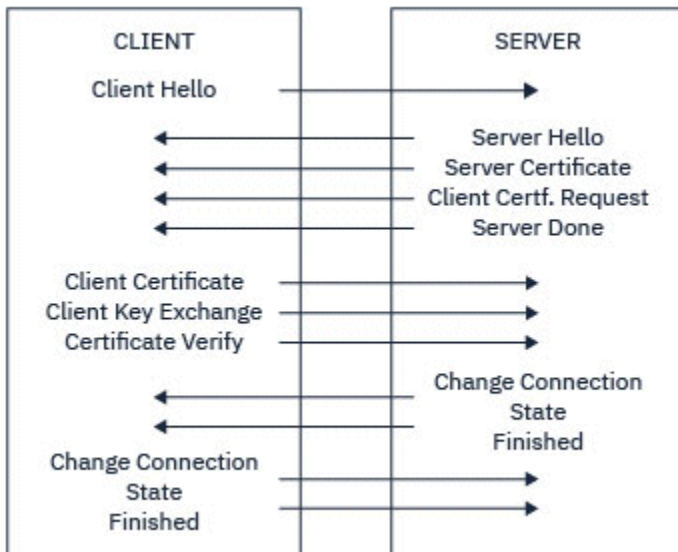 CLIENT
SERVER
Client Hello
Server Hello
Server Certificate
Client Certf. Request
Server Done
Client Certificate
Client Key Exchange
Certificate Verify
Change Connection
State
Finished
Change Connection
State
Finished